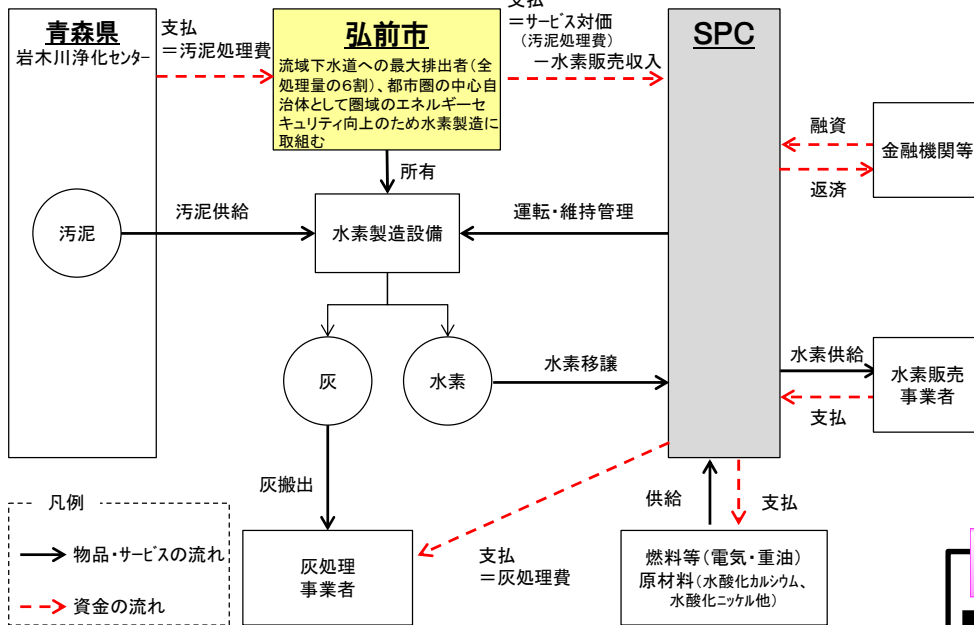 青森県
岩木川浄化センター
支払
＝汚泥処理費
弘前市
流域下水道への最大排出者（全
処理量の6割）、都市圏の中心自
治体として圏域のエネルギーセ
キュリティ向上のため水素製造に
取組む
支払
＝サービス対価
（汚泥処理費）
－水素販売収入
SPC
融資
金融機関等
返済
所有
汚泥
汚泥供給
水素製造設備
運転・維持管理
灰
水素
水素移譲
水素供給
水素販売
事業者
支払
灰搬出
供給
支払
凡例
物品・サービスの流れ
資金の流れ
灰処理
事業者
支払
＝灰処理費
燃料等（電気・重油）
原材料（水酸化カルシウム、
水酸化ニッケル他）